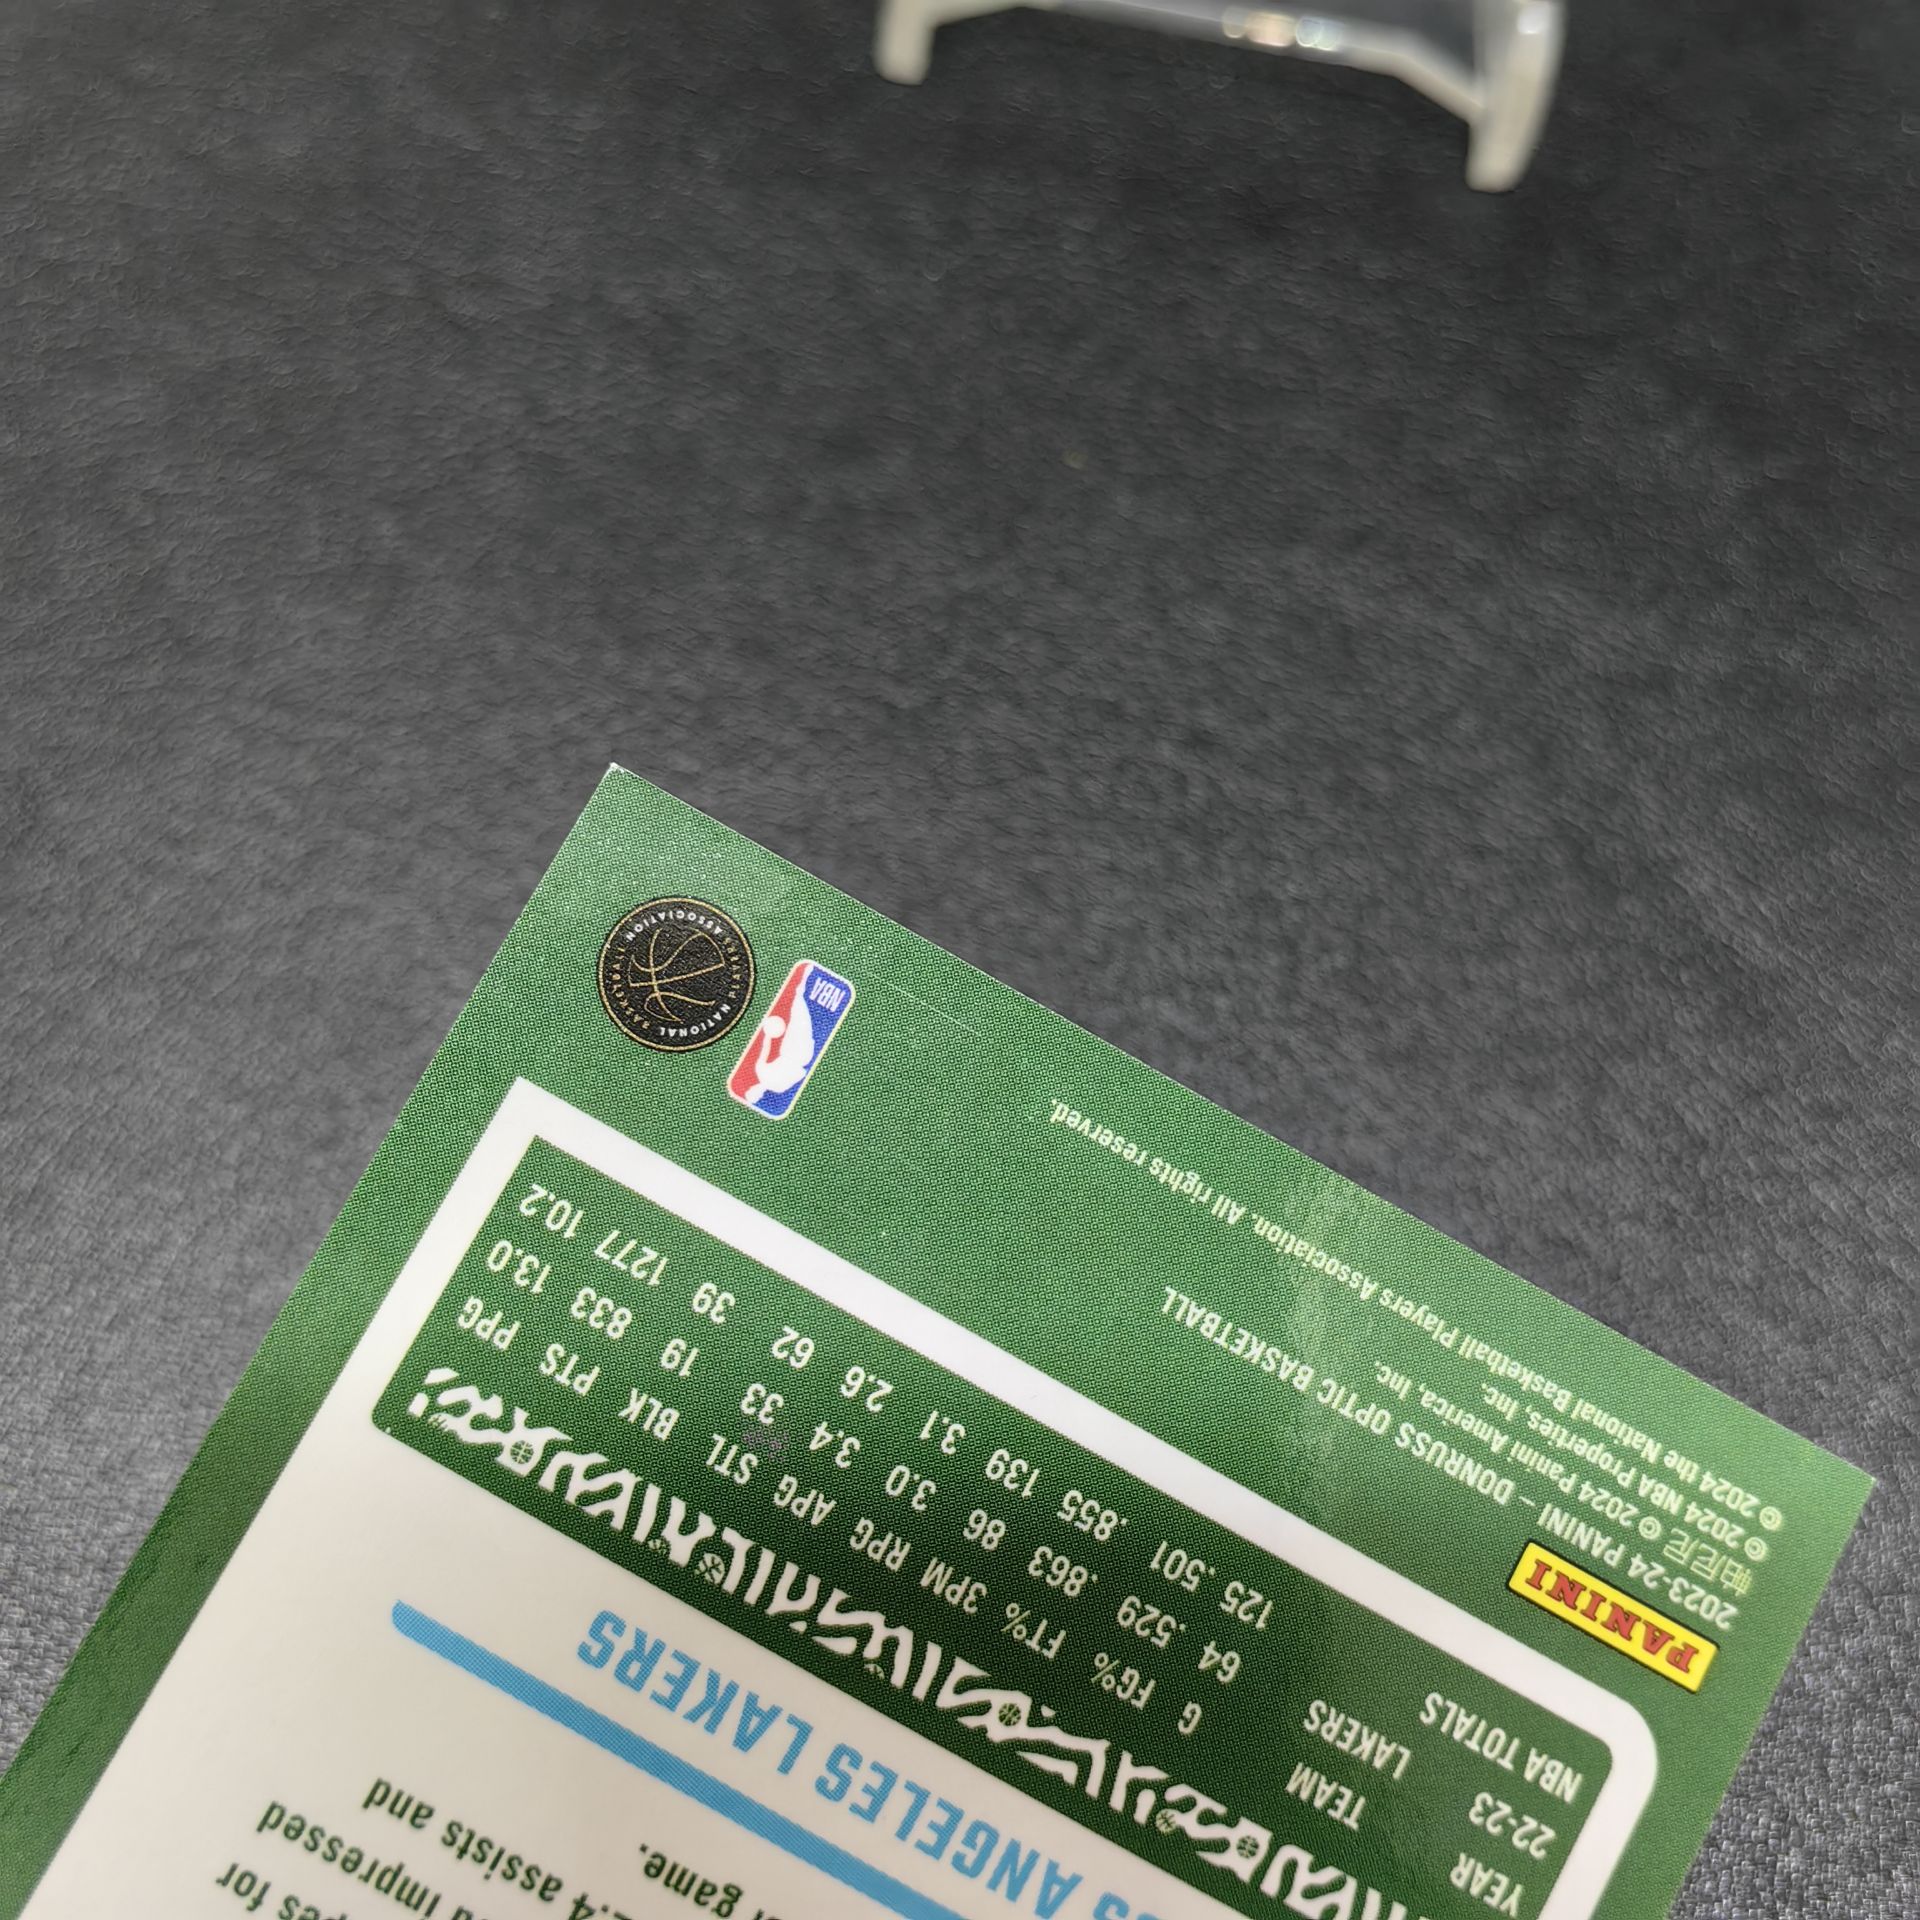 for
impressed
assists and
game.
ANGELES LAKERS
YEAR TEAM G FG% FT% 3PM RPG APG STL BLK PTS PPG
22-23 LAKERS 64 .529 .863 86 3.0 3.4 33 19 833 13.0
NBA TOTALS 125 .501 .855 139 3.1 2.6 62 39 1277 10.2
PANINI
2023-24 PANINI – DONRUSS OPTIC BASKETBALL
帕尼尼 © 2024 Panini America, Inc.
© 2024 NBA Properties, Inc.
© 2024 the National Basketball Players Association. All rights reserved.
NBA
NATIONAL BASKETBALL PLAYERS ASSOCIATION